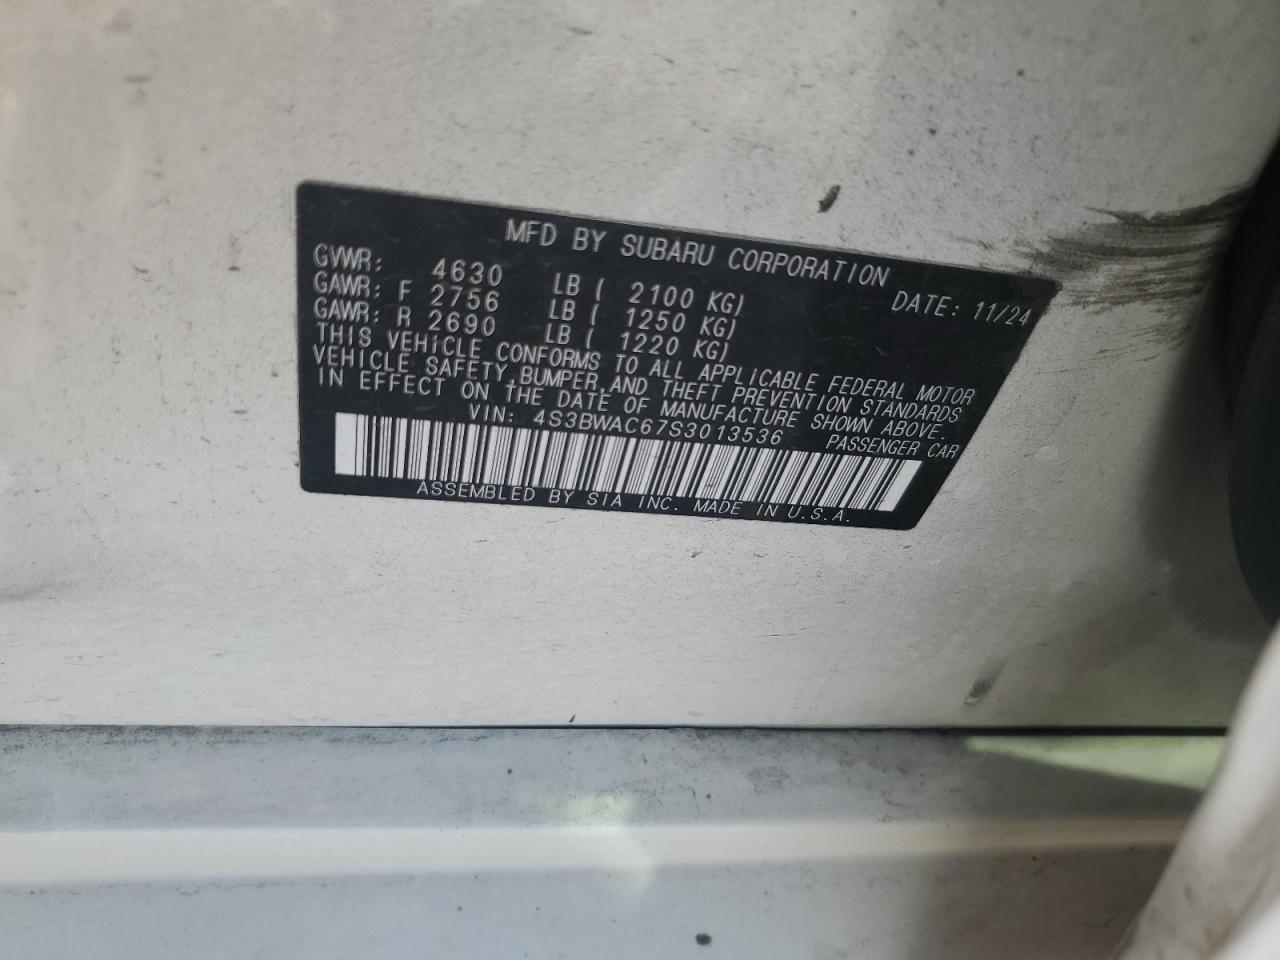 MFD BY SUBARU CORPORATION
DATE: 11/24
GVWR: 4630 LB ( 2100 KG)
GAWR: F 2756 LB ( 1250 KG)
GAWR: R 2690 LB ( 1220 KG)
THIS VEHICLE CONFORMS TO ALL APPLICABLE FEDERAL MOTOR
VEHICLE SAFETY,BUMPER,AND THEFT PREVENTION STANDARDS
IN EFFECT ON THE DATE OF MANUFACTURE SHOWN ABOVE.
VIN: 4S3BWAC67S3013536 PASSENGER CAR
ASSEMBLED BY SIA INC. MADE IN U.S.A.